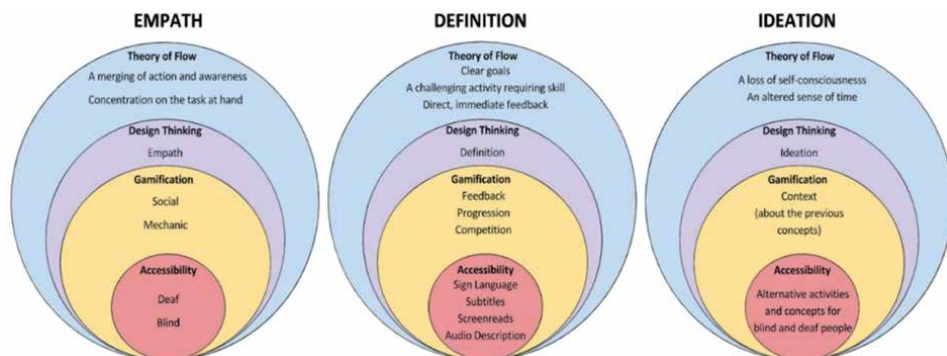 EMPATH
Theory of Flow
A merging of action and awareness
Concentration on the task at hand
Design Thinking
Empath
Gamification
Social
Mechanic
Accessibility
Deaf
Blind
DEFINITION
Theory of Flow
Clear goals
A challenging activity requiring skill
Direct, immediate feedback
Design Thinking
Definition
Gamification
Feedback
Progression
Competition
Accessibility
Sign Language
Subtitles
Screenreads
Audio Description
IDEATION
Theory of Flow
A loss of self-consciousnesss
An altered sense of time
Design Thinking
Ideation
Gamification
Context
(about the previous
concepts)
Accessibility
Alternative activities
and concepts for
blind and deaf people